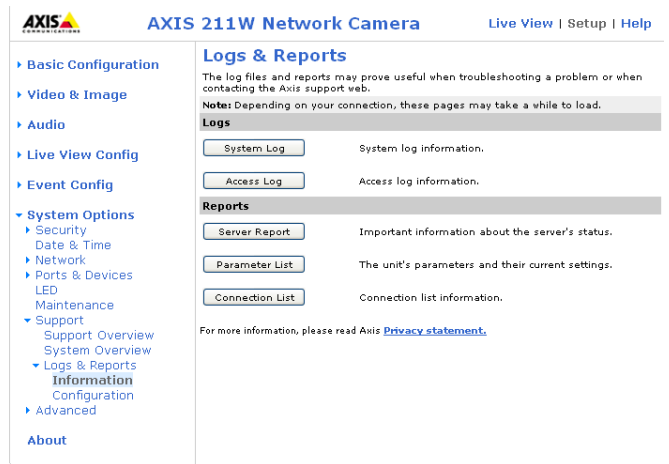 AXIS
COMMUNICATIONS
AXIS 211W Network Camera
Live View | Setup | Help
Basic Configuration
Video & Image
Audio
Live View Config
Event Config
System Options
Security
Date & Time
Network
Ports & Devices
LED
Maintenance
Support
Support Overview
System Overview
Logs & Reports
Information
Configuration
Advanced
About
Logs & Reports
The log files and reports may prove useful when troubleshooting a problem or when
contacting the Axis support web.
Note: Depending on your connection, these pages may take a while to load.
Logs
System Log System log information.
Access Log Access log information.
Reports
Server Report Important information about the server's status.
Parameter List The unit's parameters and their current settings.
Connection List Connection list information.
For more information, please read Axis Privacy statement.